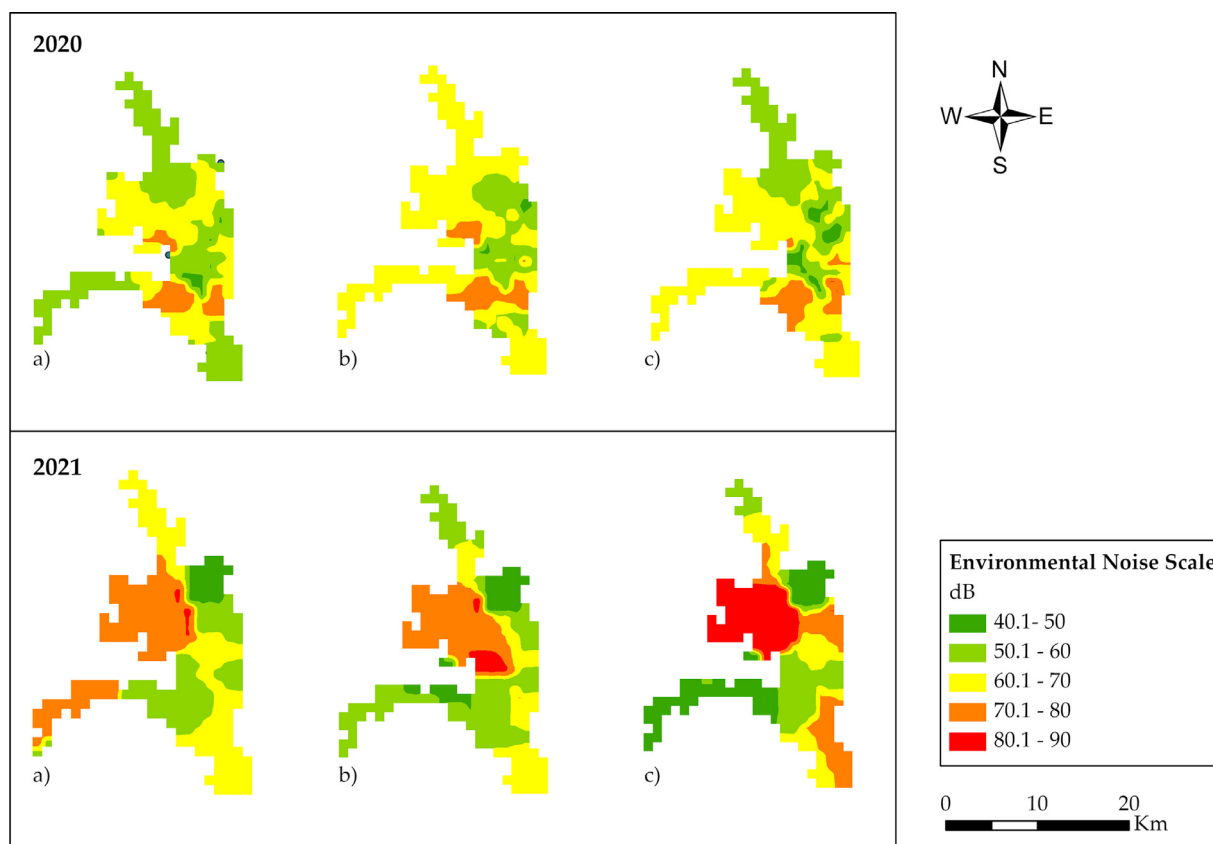 2020
a)
b)
c)
2021
a)
b)
c)
N
W E
S
Environmental Noise Scale
dB
40.1- 50
50.1 - 60
60.1 - 70
70.1 - 80
80.1 - 90
0 10 20
Km